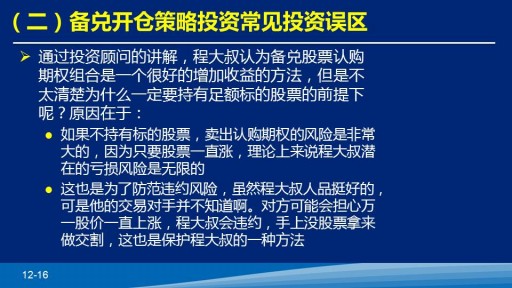 （二）备兑开仓策略投资常见投资误区
通过投资顾问的讲解，程大叔认为备兑股票认购
期权组合是一个很好的增加收益的方法，但是不
太清楚为什么一定要持有足额标的股票的前提下
呢？原因在于：
如果不持有标的股票，卖出认购期权的风险是非常
大的，因为只要股票一直涨，理论上来说程大叔潜
在的亏损风险是无限的
这也是为了防范违约风险，虽然程大叔人品挺好的，
可是他的交易对手并不知道啊。对方可能会担心万
一股价一直上涨，程大叔会违约，手上没股票拿来
做交割，这也是保护程大叔的一种方法
12-16